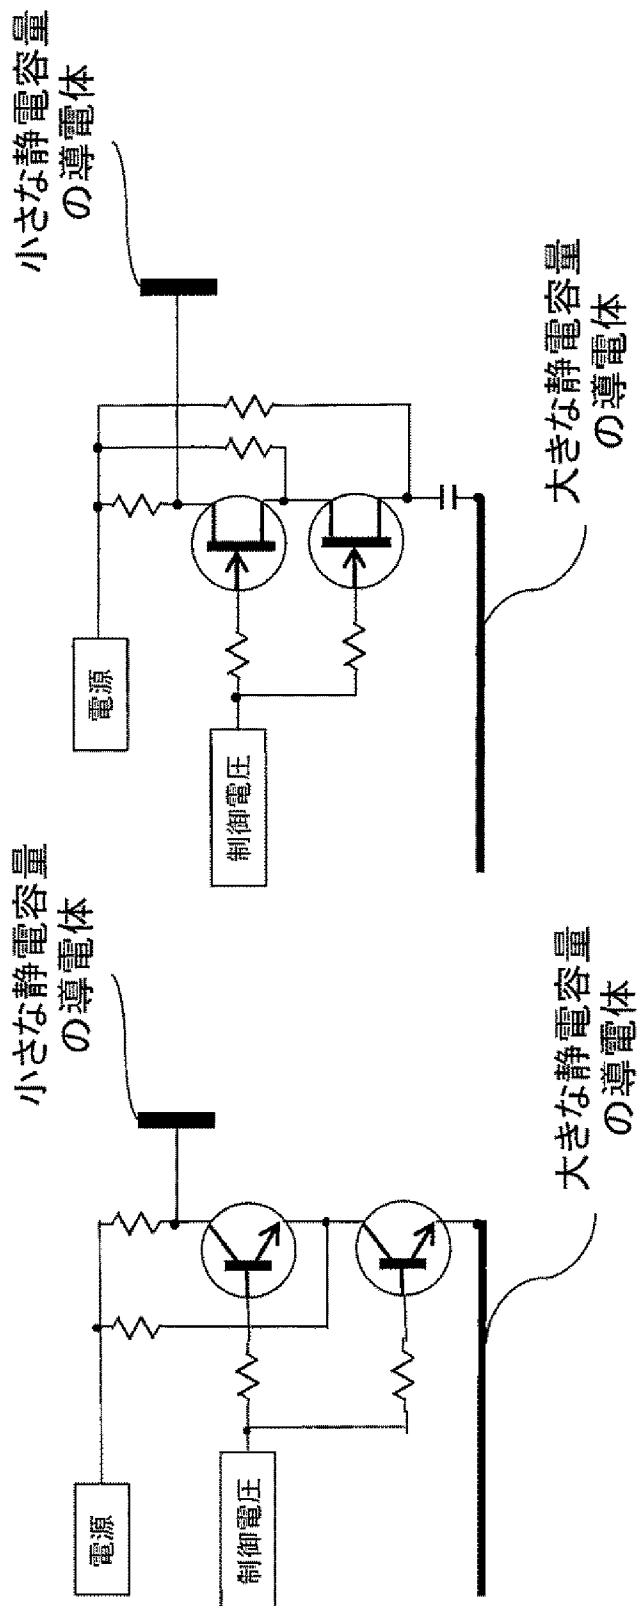 小さな静電容量
の導電体
電源
制御電圧
大きな静電容量
の導電体
小さな静電容量
の導電体
電源
制御電圧
大きな静電容量
の導電体